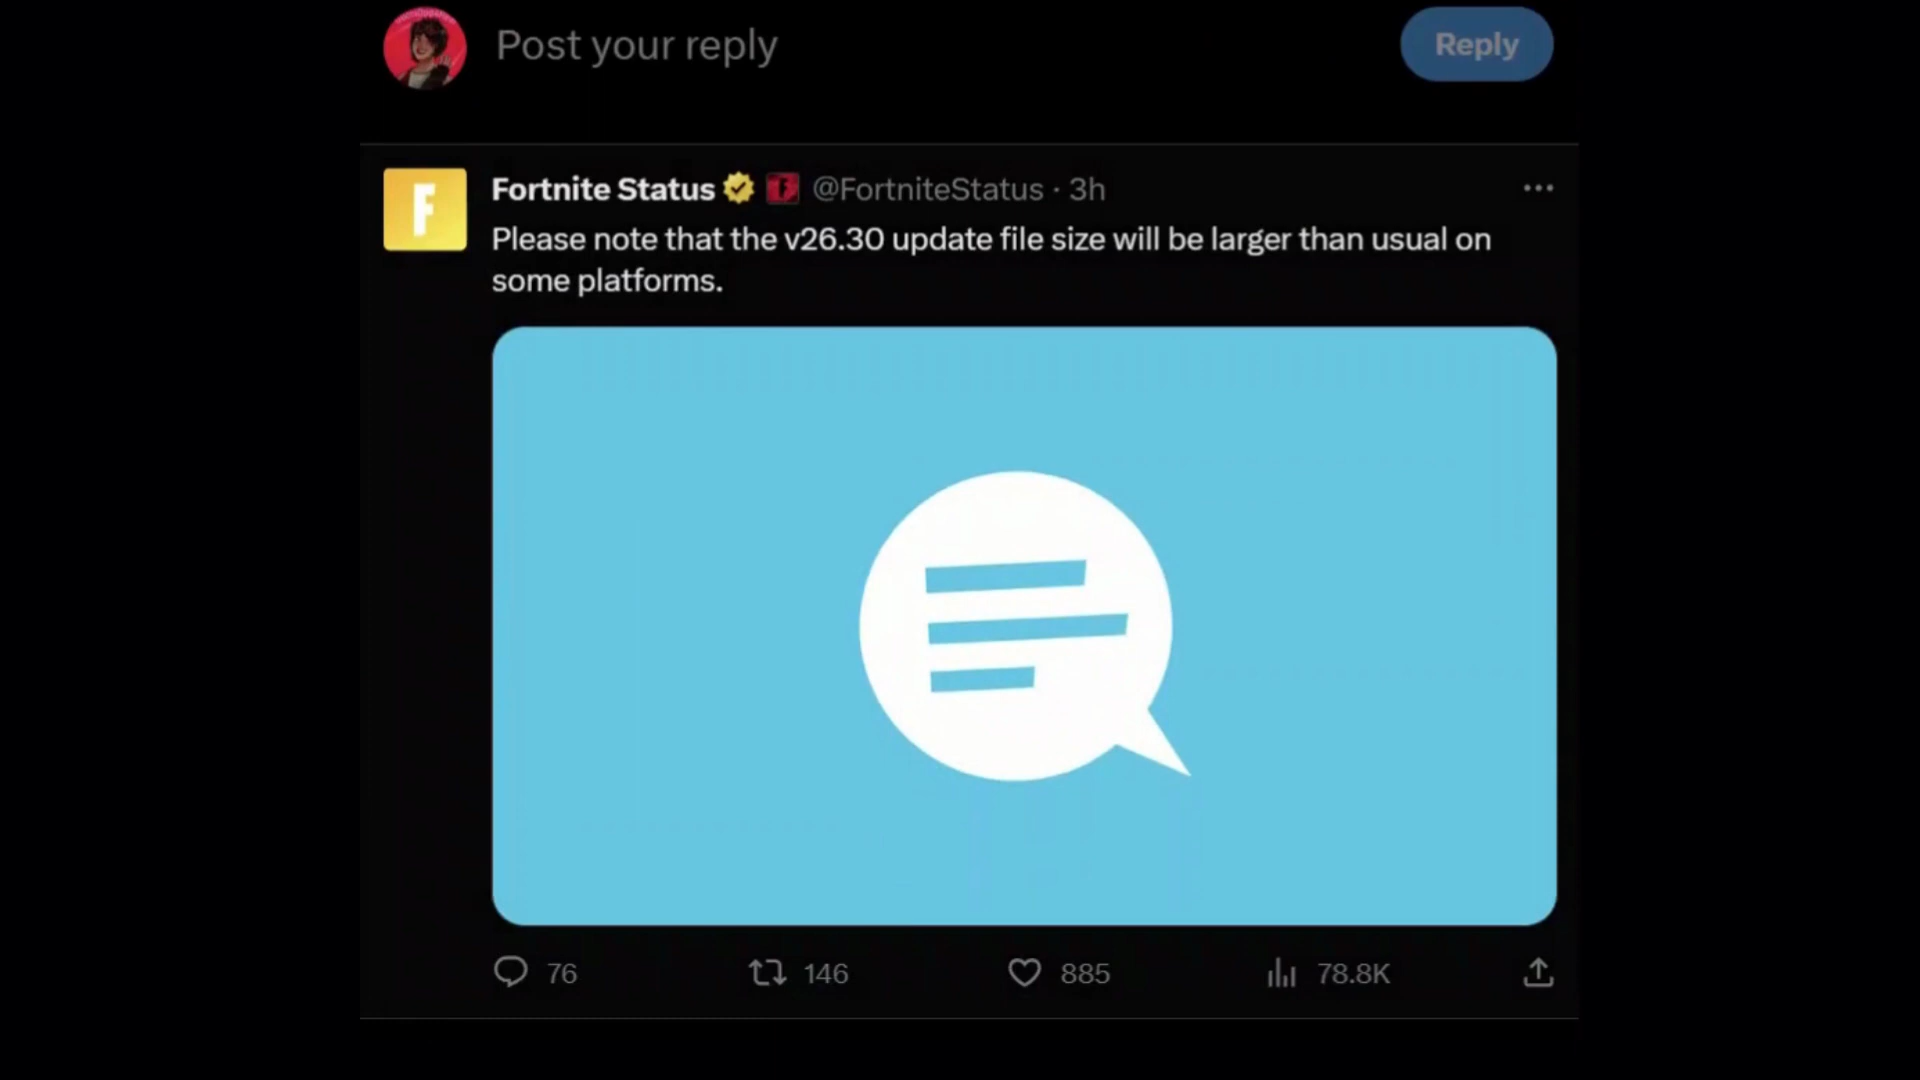 Post your reply
Reply
Fortnite Status @FortniteStatus · 3h
Please note that the v26.30 update file size will be larger than usual on
some platforms.
76 146 885 78.8K